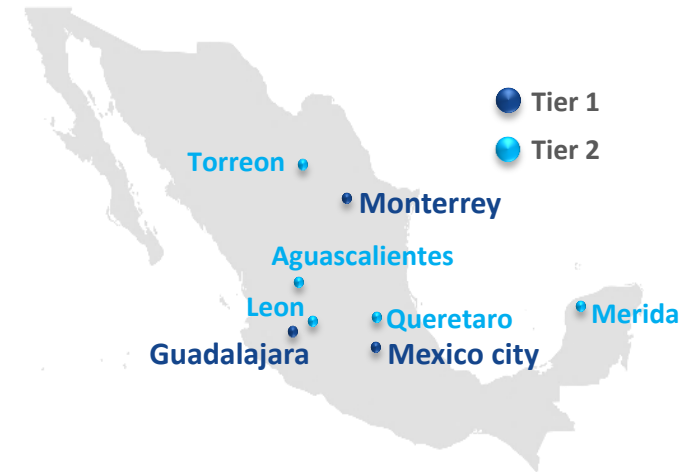 Tier 1
Tier 2
Torreon
Monterrey
Aguascalientes
Leon
Queretaro
Merida
Guadalajara
Mexico city